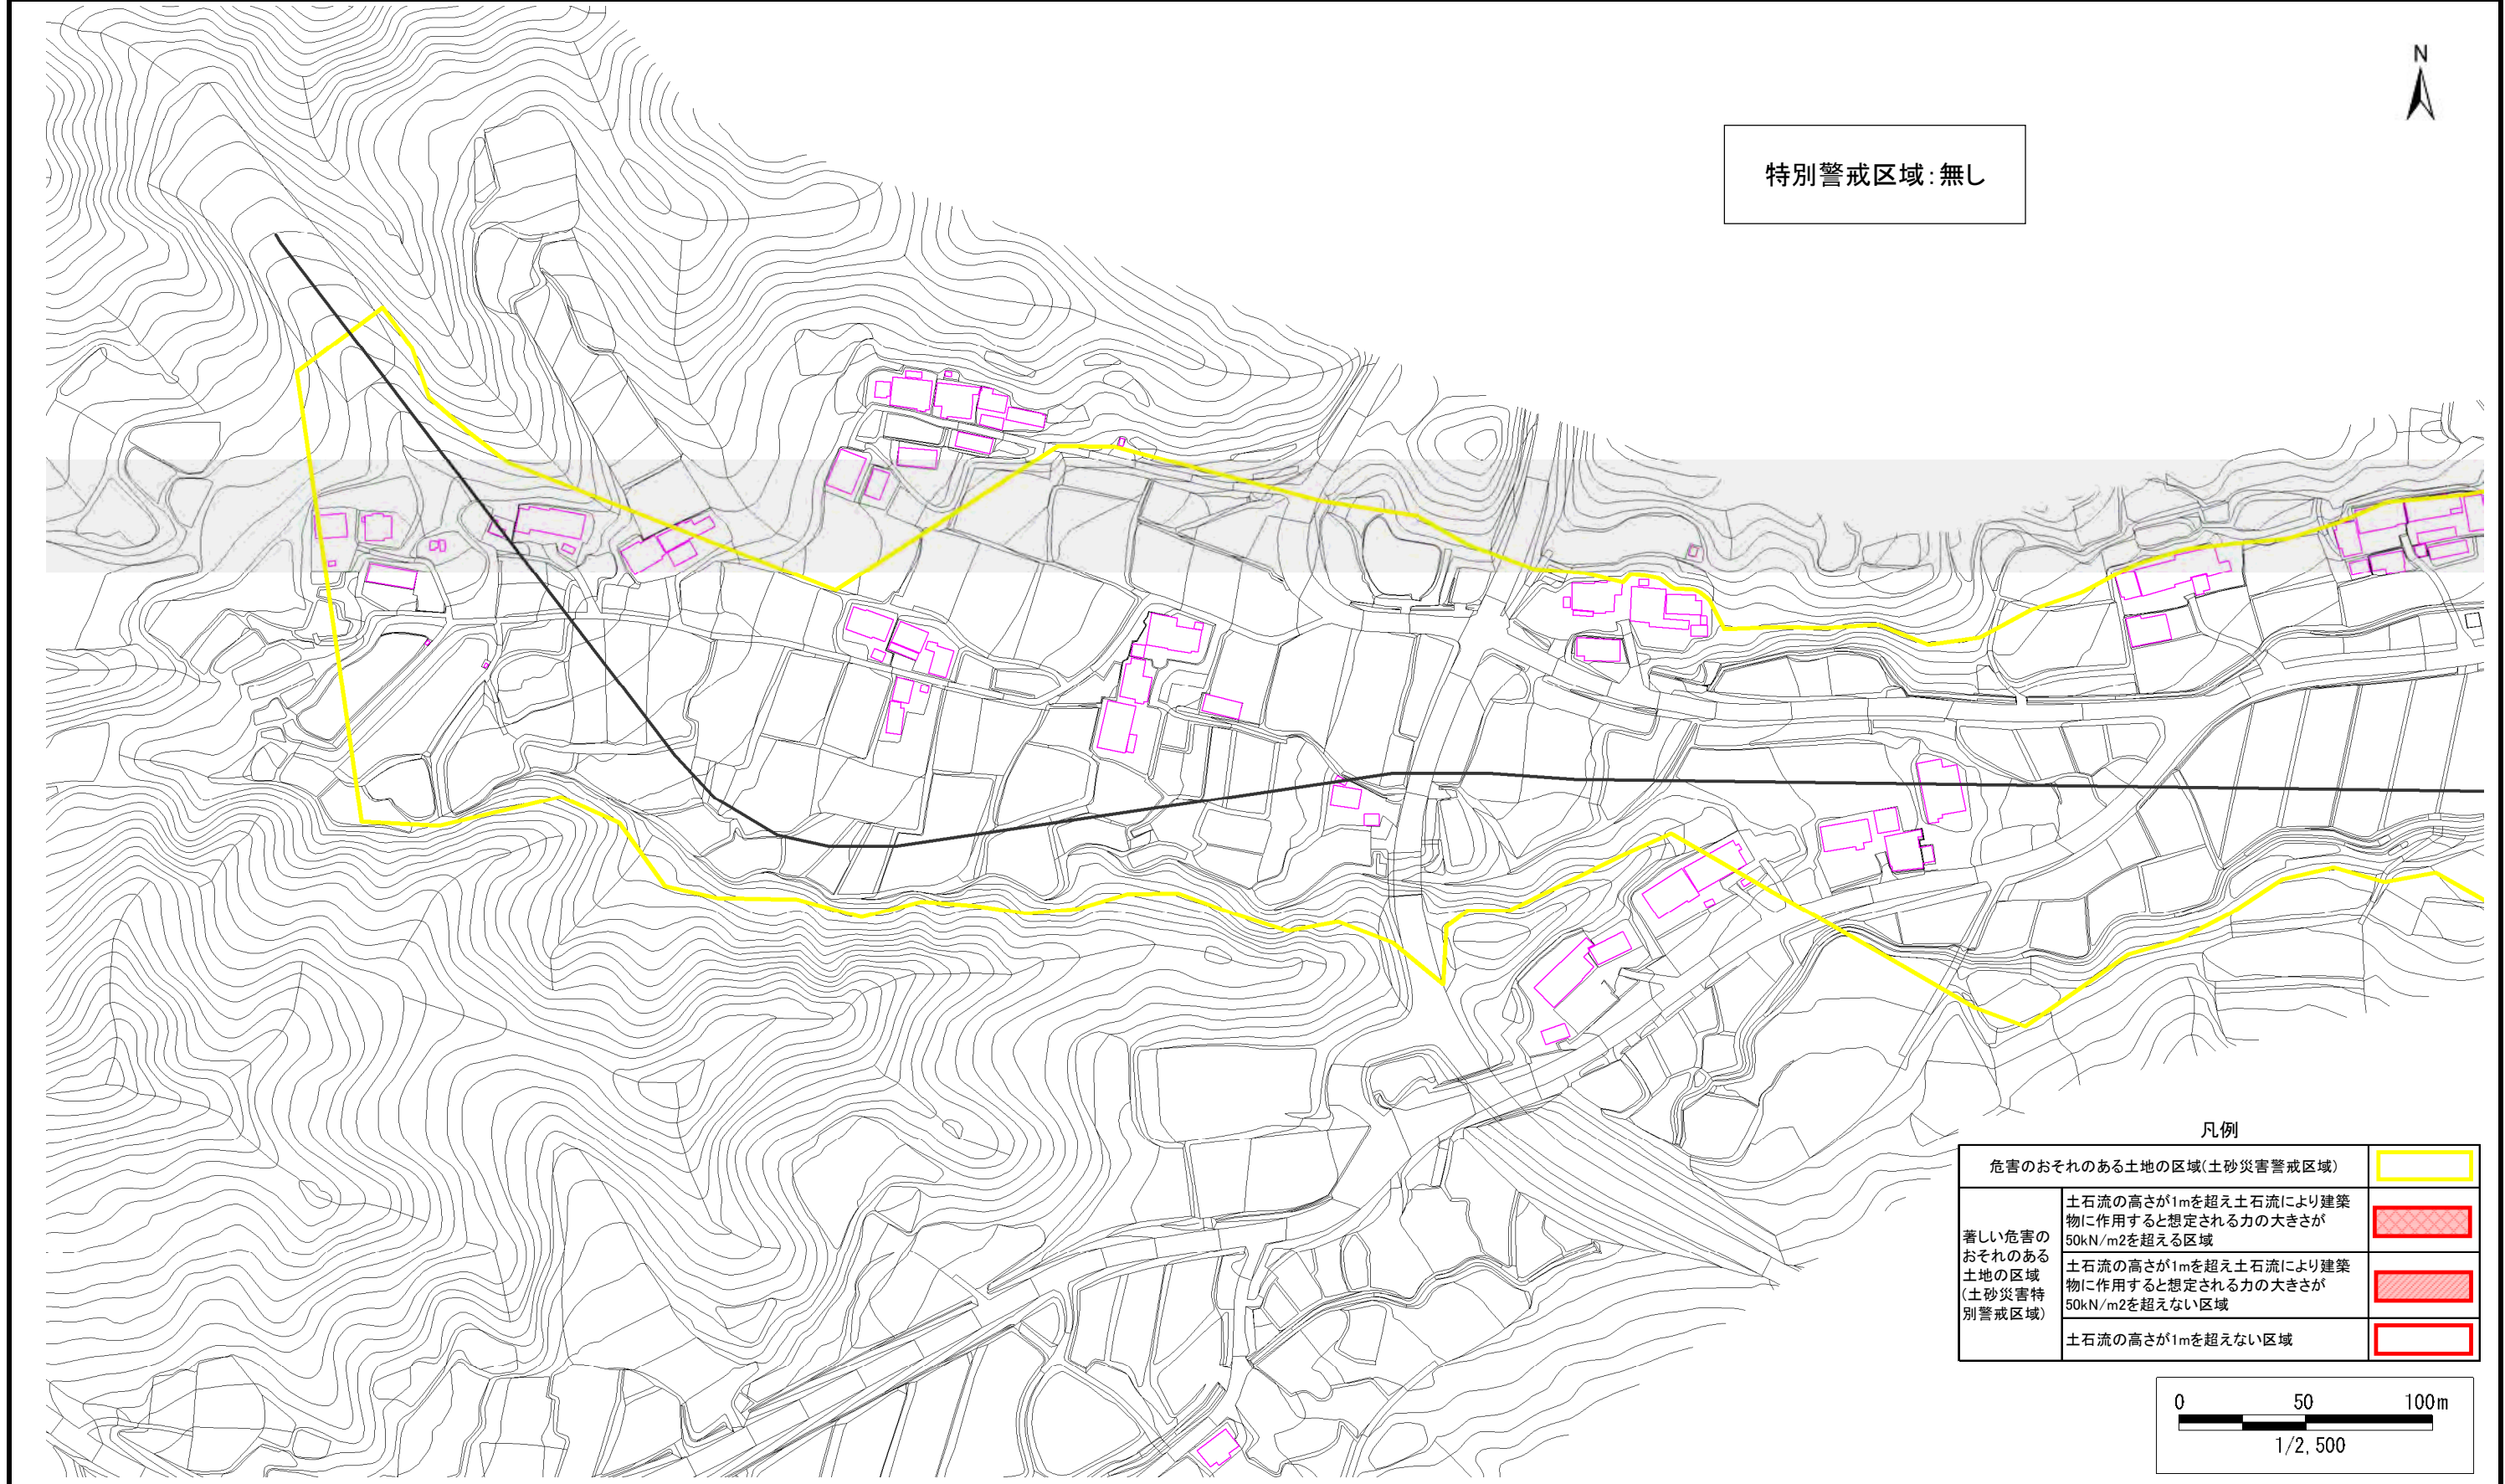 N
特別警戒区域:無し
凡例
危害のおそれのある土地の区域(土砂災害警戒区域)
著しい危害の
おそれのある
土地の区域
(土砂災害特
別警戒区域)
土石流の高さが1mを超え土石流により建築
物に作用すると想定される力の大きさが
50kN/m2を超える区域
土石流の高さが1mを超え土石流により建築
物に作用すると想定される力の大きさが
50kN/m2を超えない区域
土石流の高さが1mを超えない区域
0 50 100m
1/2,500